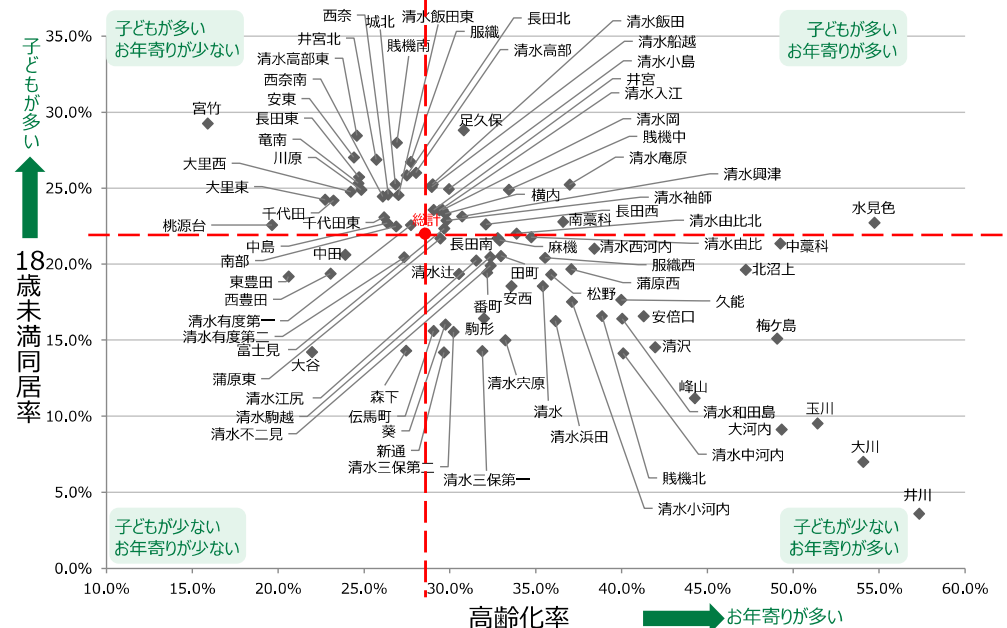 子どもが多い
お年寄りが少ない
子どもが多い
お年寄りが多い
子どもが少ない
お年寄りが少ない
子どもが少ない
お年寄りが多い
子どもが多い
18歳未満同居率
35.0%
30.0%
25.0%
20.0%
15.0%
10.0%
5.0%
0.0%
西奈
城北
清水飯田東
長田北
清水飯田
井宮北
賎機南
服織
清水船越
清水高部東
清水高部
清水小島
西奈南
井宮
安東
清水入江
宮竹
長田東
足久保
清水岡
竜南
賎機中
大里西
川原
清水庵原
大里東
清水興津
横内
清水袖師
千代田
千代田東
総計
南藁科
長田西
清水由比北
水見色
桃源台
中島
中田
長田南
麻機
清水西河内
清水由比
中藁科
南部
清水辻
田町
服織西
北沼上
東豊田
蒲原西
西豊田
番町
安西
松野
久能
清水有度第一
駒形
安倍口
梅ケ島
清水有度第二
富士見
大谷
清沢
蒲原東
清水穴原
峰山
清水江尻
森下
清水
清水和田島
玉川
清水駒越
伝馬町
大河内
清水不二見
葵
清水浜田
大川
新通
清水中河内
清水三保第二
清水三保第一
賎機北
井川
清水小河内
10.0%
15.0%
20.0%
25.0%
30.0%
35.0%
40.0%
45.0%
50.0%
55.0%
60.0%
高齢化率
お年寄りが多い